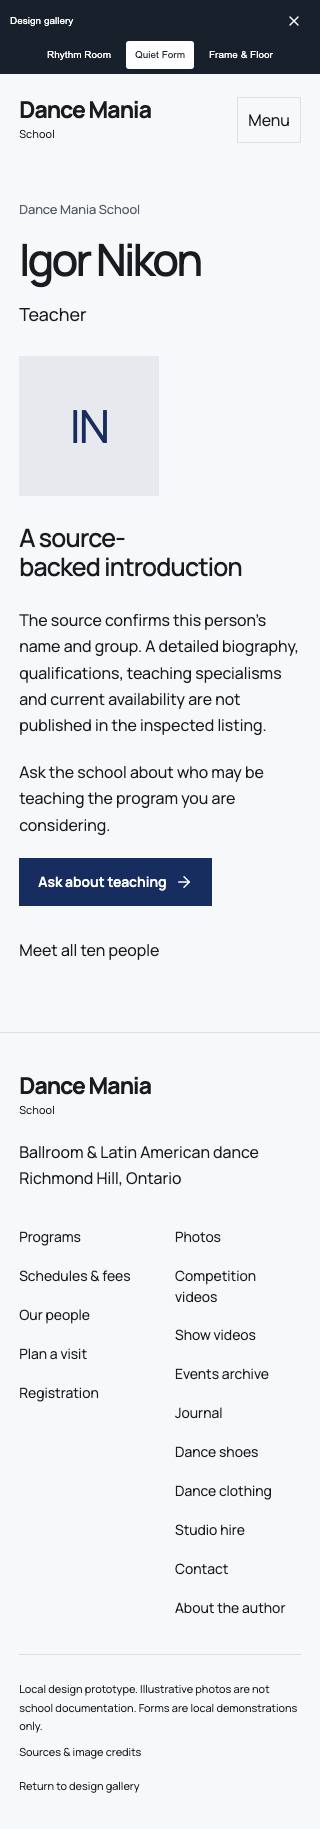 Design gallery
Rhythm Room
Quiet Form
Frame & Floor
Dance Mania
School
Menu
Dance Mania School
Igor Nikon
Teacher
IN
A source-
backed introduction
The source confirms this person's
name and group. A detailed biography,
qualifications, teaching specialisms
and current availability are not
published in the inspected listing.
Ask the school about who may be
teaching the program you are
considering.
Ask about teaching →
Meet all ten people
Dance Mania
School
Ballroom & Latin American dance
Richmond Hill, Ontario
Programs
Schedules & fees
Our people
Plan a visit
Registration
Photos
Competition
videos
Show videos
Events archive
Journal
Dance shoes
Dance clothing
Studio hire
Contact
About the author
Local design prototype. Illustrative photos are not
school documentation. Forms are local demonstrations
only.
Sources & image credits
Return to design gallery